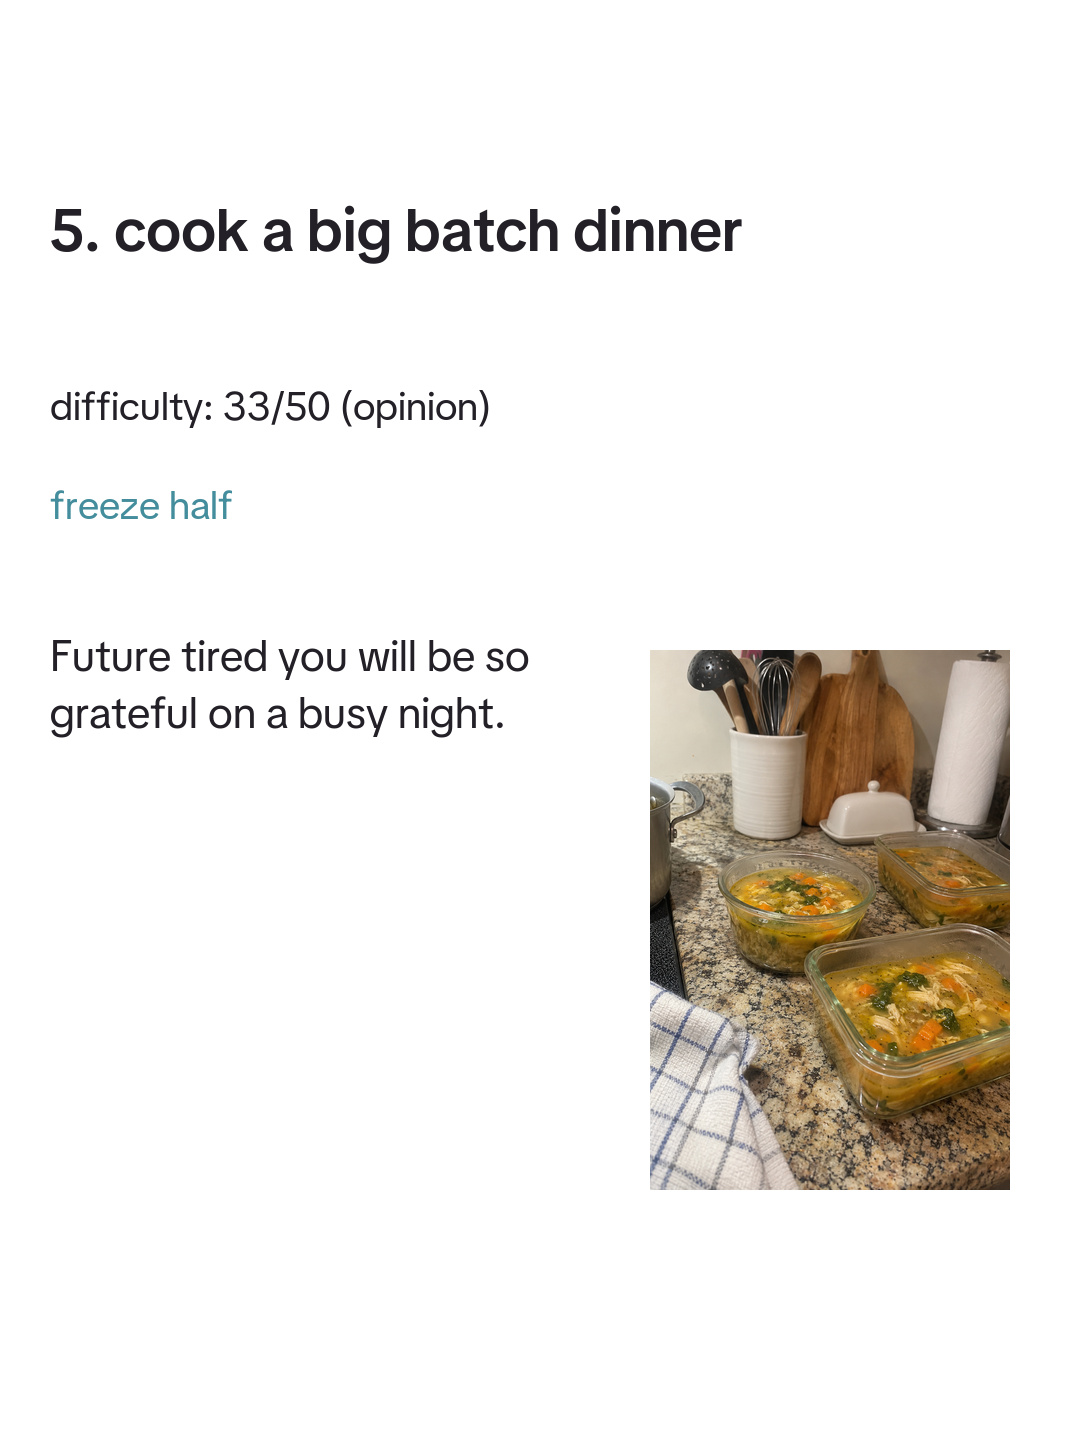 5. cook a big batch dinner
difficulty: 33/50 (opinion)
freeze half
Future tired you will be so
grateful on a busy night.